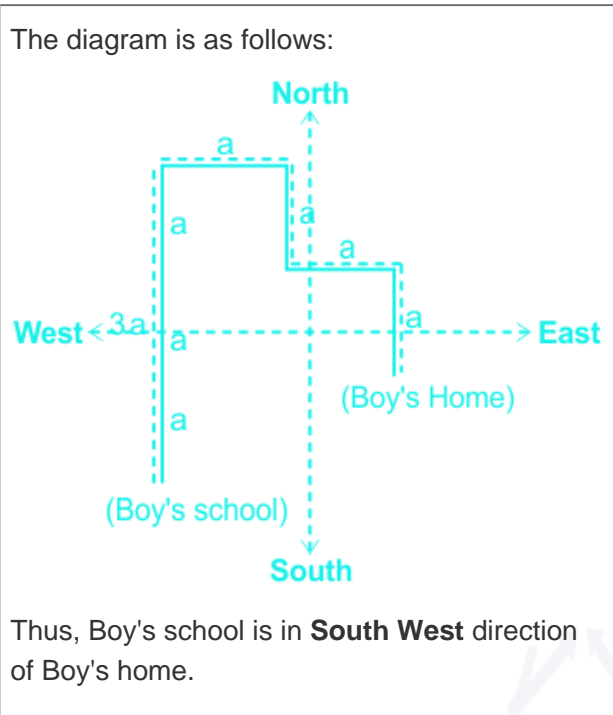 The diagram is as follows:
North
a
a
a
a
West
3a
a
a
East
(Boy's Home)
a
(Boy's school)
South
Thus, Boy's school is in South West direction
of Boy's home.